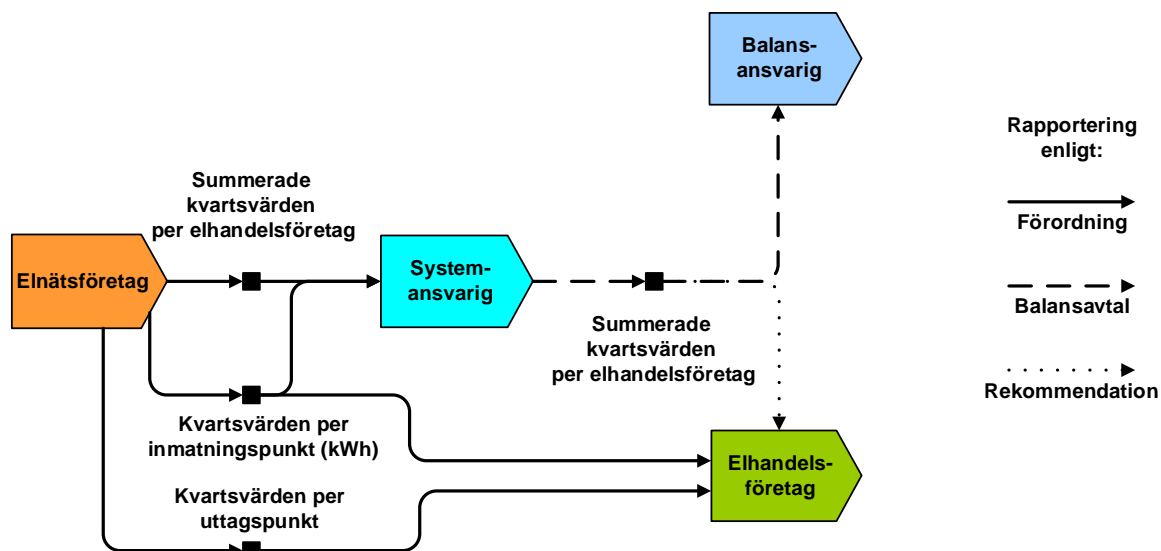 Balans-
ansvarig
Rapportering
enligt:
Summerade
kvartsvärden
per elhandelsföretag
Förordning
Elnätsföretag
System-
ansvarig
Balansavtal
Summerade
kvartsvärden
per elhandelsföretag
Rekommendation
Kvartsvärden per
inmatningspunkt (kWh)
Elhandels-
företag
Kvartsvärden per
uttagspunkt